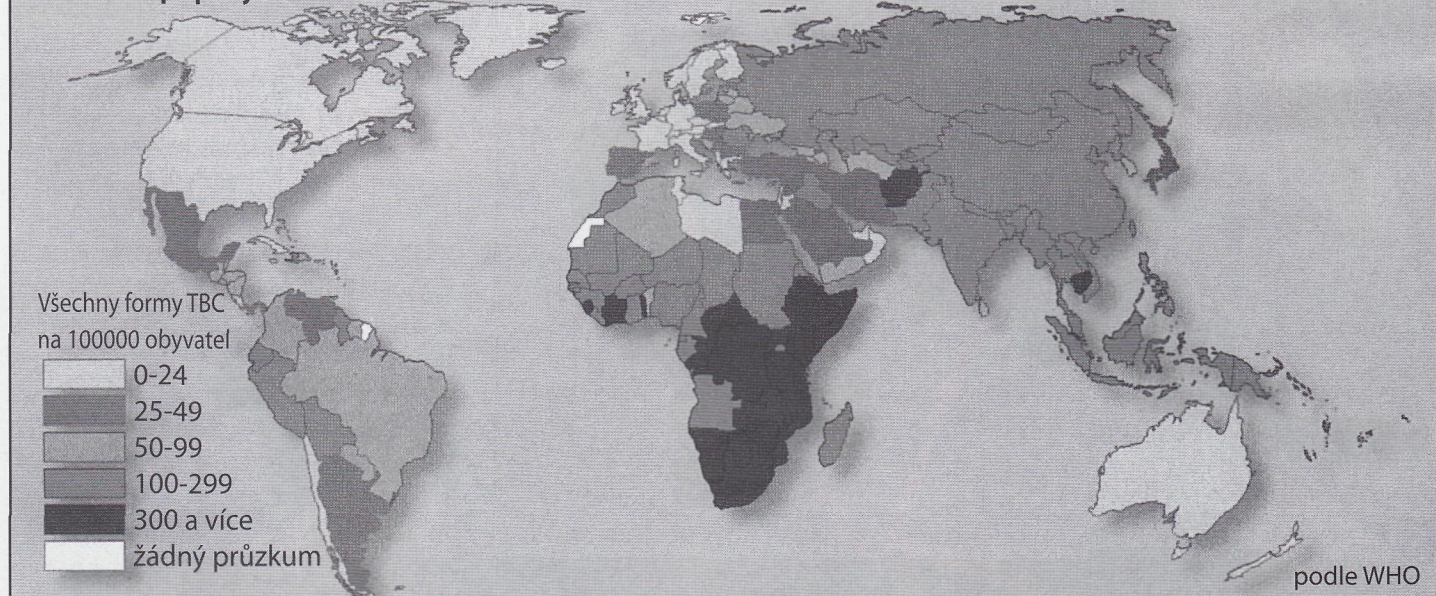 Všechny formy TBC
na 100000 obyvatel
0-24
25-49
50-99
100-299
300 a více
žádný průzkum
podle WHO